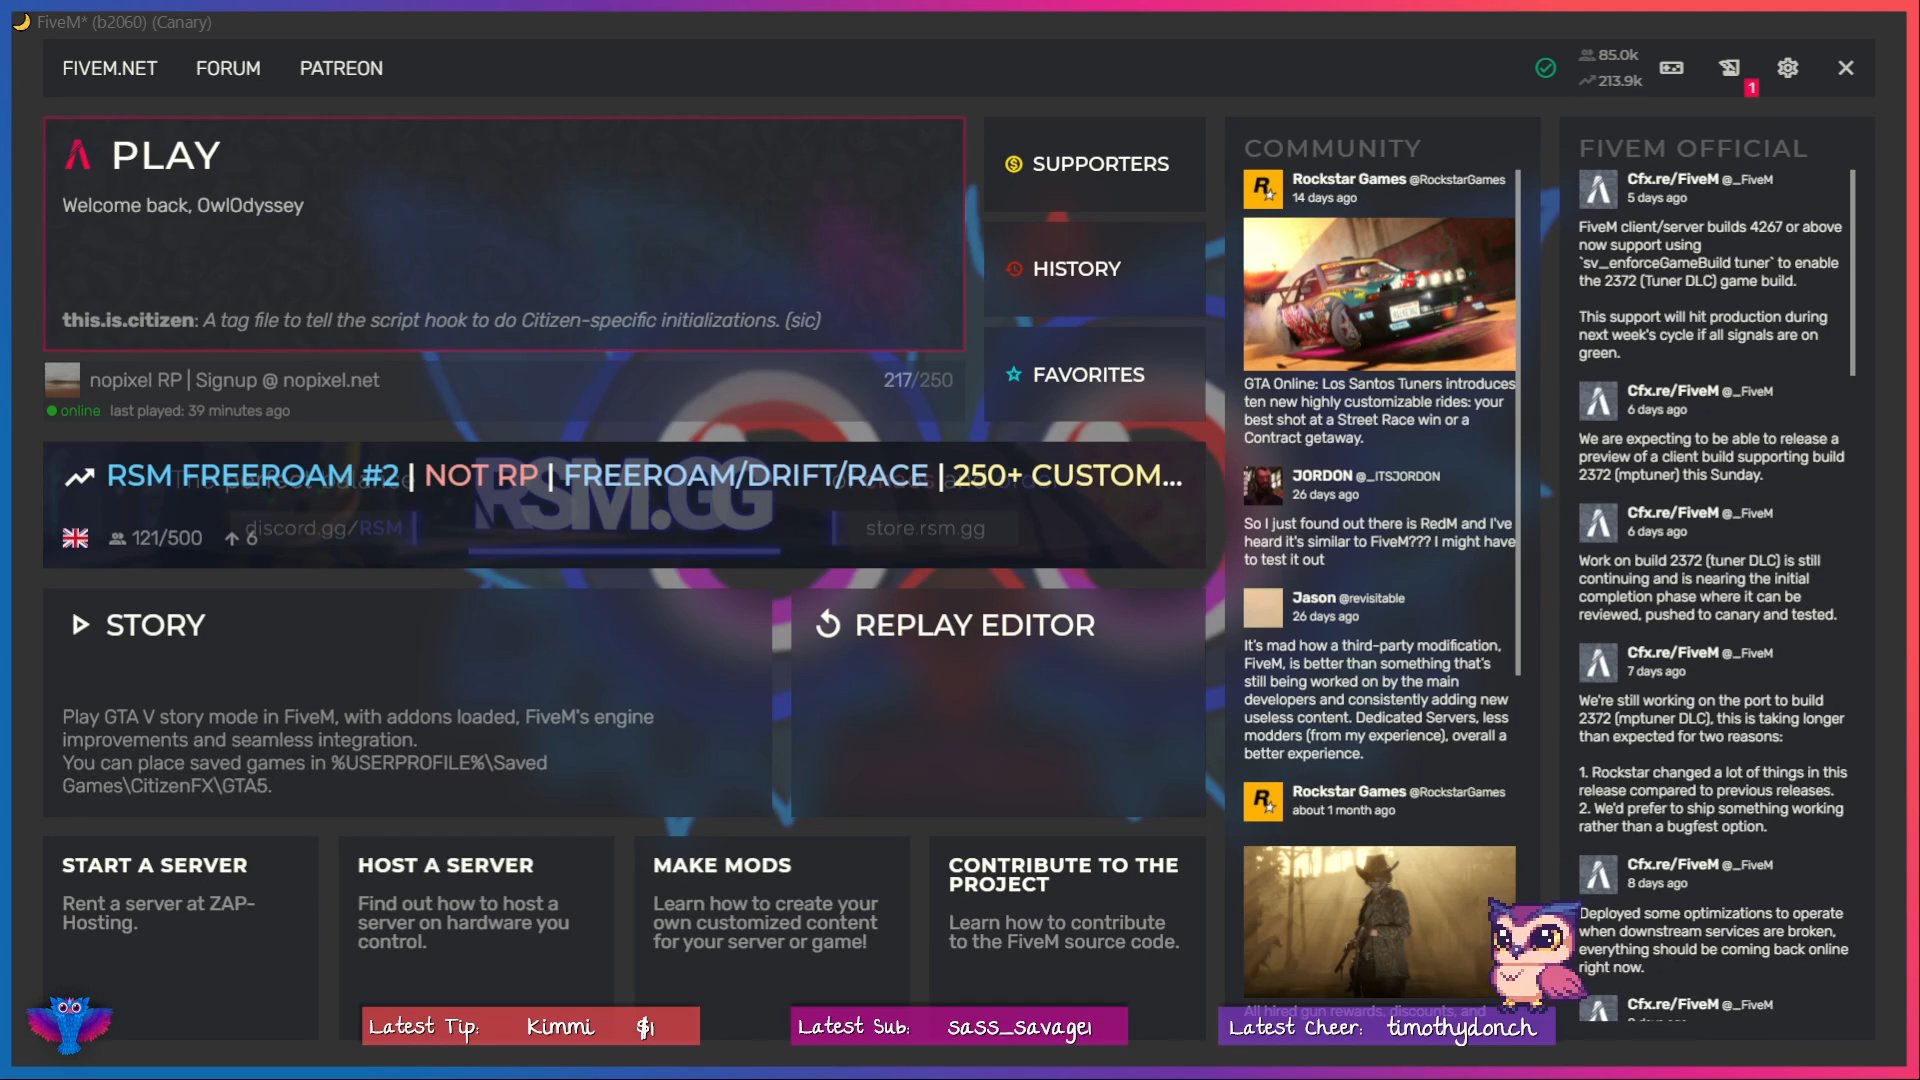 FiveM* (b2060) (Canary)
FIVEM.NET
FORUM
PATREON
85.0k
213.9k
1
PLAY
Welcome back, OwlOdyssey
this.is.citizen: A tag file to tell the script hook to do Citizen-specific initializations. (sic)
nopixel RP | Signup @ nopixel.net
217/250
online last played: 39 minutes ago
SUPPORTERS
HISTORY
FAVORITES
RSM FREEROAM #2 | NOT RP | FREEROAM/DRIFT/RACE | 250+ CUSTOM...
RSM.GG
discord.gg/RSM
store.rsm.gg
121/500
6
STORY
Play GTA V story mode in FiveM, with addons loaded, FiveM's engine
improvements and seamless integration.
You can place saved games in %USERPROFILE%\Saved
Games\CitizenFX\GTA5.
REPLAY EDITOR
START A SERVER
Rent a server at ZAP-
Hosting.
HOST A SERVER
Find out how to host a
server on hardware you
control.
MAKE MODS
Learn how to create your
own customized content
for your server or game!
CONTRIBUTE TO THE
PROJECT
Learn how to contribute
to the FiveM source code.
COMMUNITY
Rockstar Games @RockstarGames
14 days ago
GTA Online: Los Santos Tuners introduces
ten new highly customizable rides: your
best shot at a Street Race win or a
Contract getaway.
JORDON @_ITSJORDON
26 days ago
So I just found out there is RedM and I've
heard it's similar to FiveM??? I might have
to test it out
Jason @revisitable
26 days ago
It's mad how a third-party modification,
FiveM, is better than something that's
still being worked on by the main
developers and consistently adding new
useless content. Dedicated Servers, less
modders (from my experience), overall a
better experience.
Rockstar Games @RockstarGames
about 1 month ago
All hired gun rewards, discounts, and
FIVEM OFFICIAL
Cfx.re/FiveM @_FiveM
5 days ago
FiveM client/server builds 4267 or above
now support using
`sv_enforceGameBuild tuner` to enable
the 2372 (Tuner DLC) game build.
This support will hit production during
next week's cycle if all signals are on
green.
Cfx.re/FiveM @_FiveM
6 days ago
We are expecting to be able to release a
preview of a client build supporting build
2372 (mptuner) this Sunday.
Cfx.re/FiveM @_FiveM
6 days ago
Work on build 2372 (tuner DLC) is still
continuing and is nearing the initial
completion phase where it can be
reviewed, pushed to canary and tested.
Cfx.re/FiveM @_FiveM
7 days ago
We're still working on the port to build
2372 (mptuner DLC), this is taking longer
than expected for two reasons:
1. Rockstar changed a lot of things in this
release compared to previous releases.
2. We'd prefer to ship something working
rather than a bugfest option.
Cfx.re/FiveM @_FiveM
8 days ago
Deployed some optimizations to operate
when downstream services are broken,
everything should be coming back online
right now.
Cfx.re/FiveM @_FiveM
Latest Tip: Kimmi $1
Latest Sub: sass_savage1
Latest Cheer: timothydonch